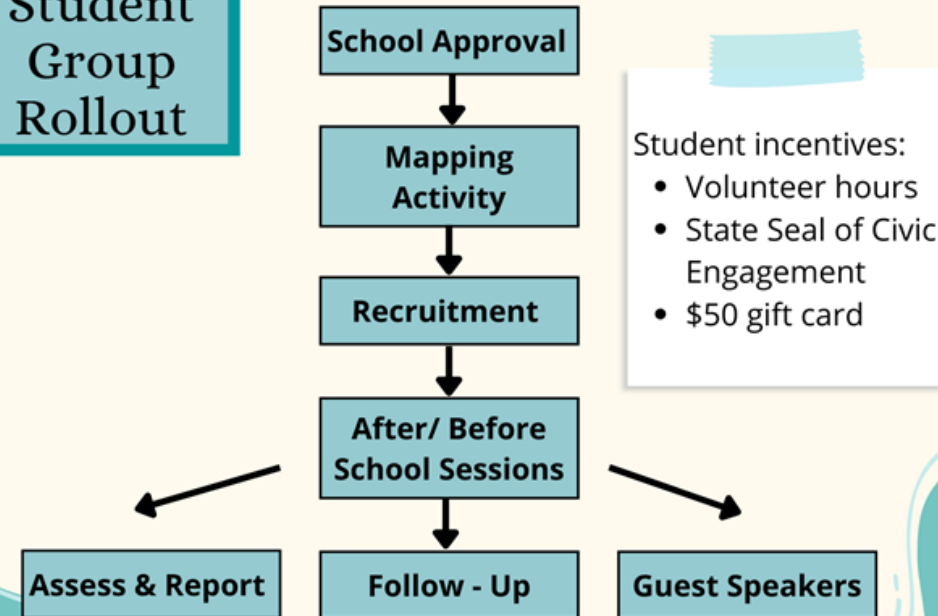 Student
Group
Rollout
School Approval
Mapping
Activity
Recruitment
After/ Before
School Sessions
Assess & Report
Follow - Up
Guest Speakers
Student incentives:
• Volunteer hours
• State Seal of Civic
Engagement
• $50 gift card